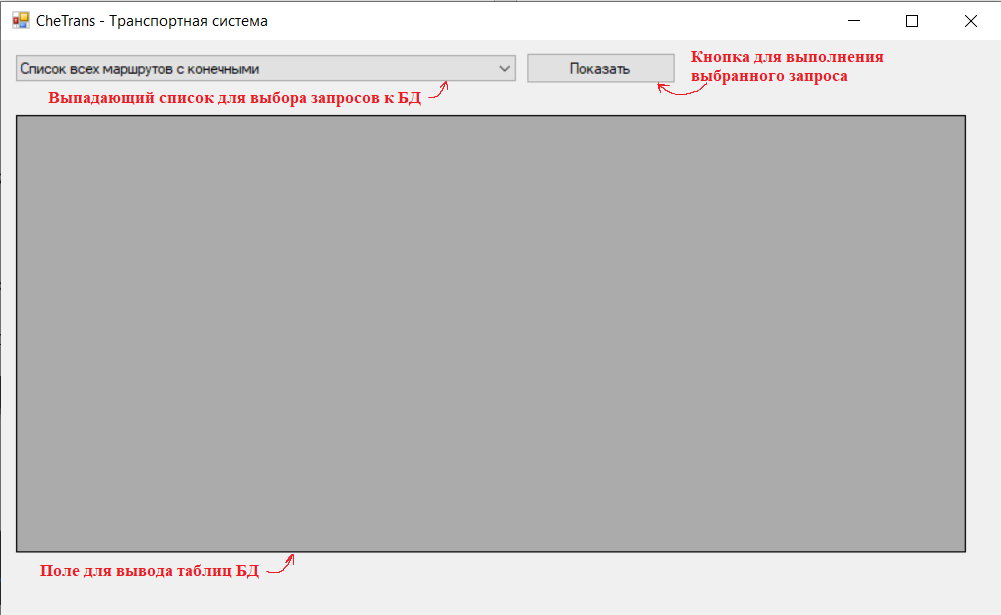 CheTrans - Транспортная система
Список всех маршрутов с конечными
Показать
Кнопка для выполнения
выбранного запроса
Выпадающий список для выбора запросов к БД
Поле для вывода таблиц БД